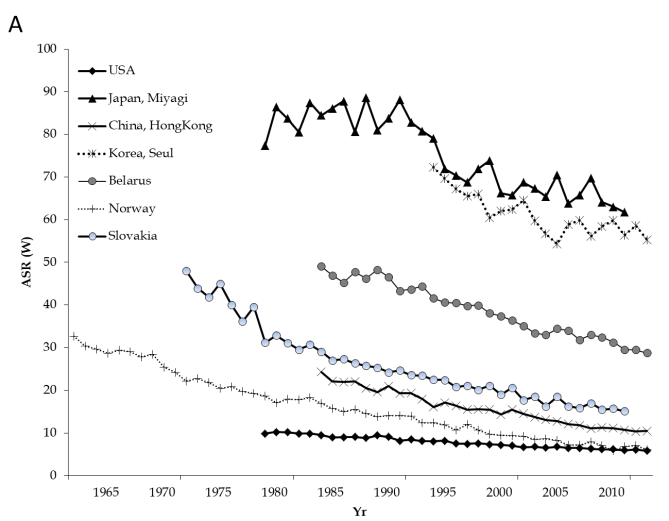 A
100
90
80
70
60
50
40
30
20
10
0
ASR (W)
USA
Japan, Miyagi
China, HongKong
Korea, Seul
Belarus
Norway
Slovakia
1965 1970 1975 1980 1985 1990 1995 2000 2005 2010
Yr